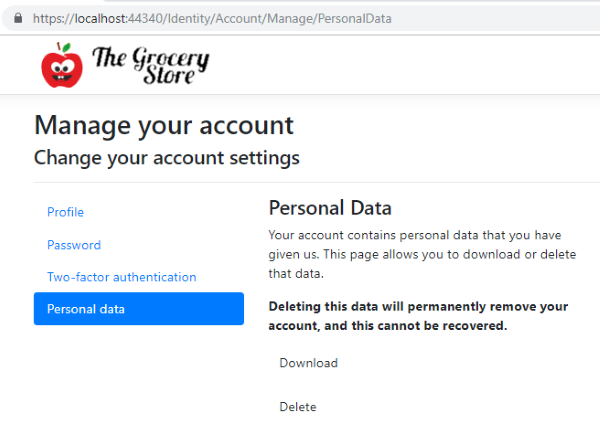 https://localhost:44340/Identity/Account/Manage/PersonalData
The Grocery
Store
Manage your account
Change your account settings
Profile
Password
Two-factor authentication
Personal data
Personal Data
Your account contains personal data that you have
given us. This page allows you to download or delete
that data.
Deleting this data will permanently remove your
account, and this cannot be recovered.
Download
Delete